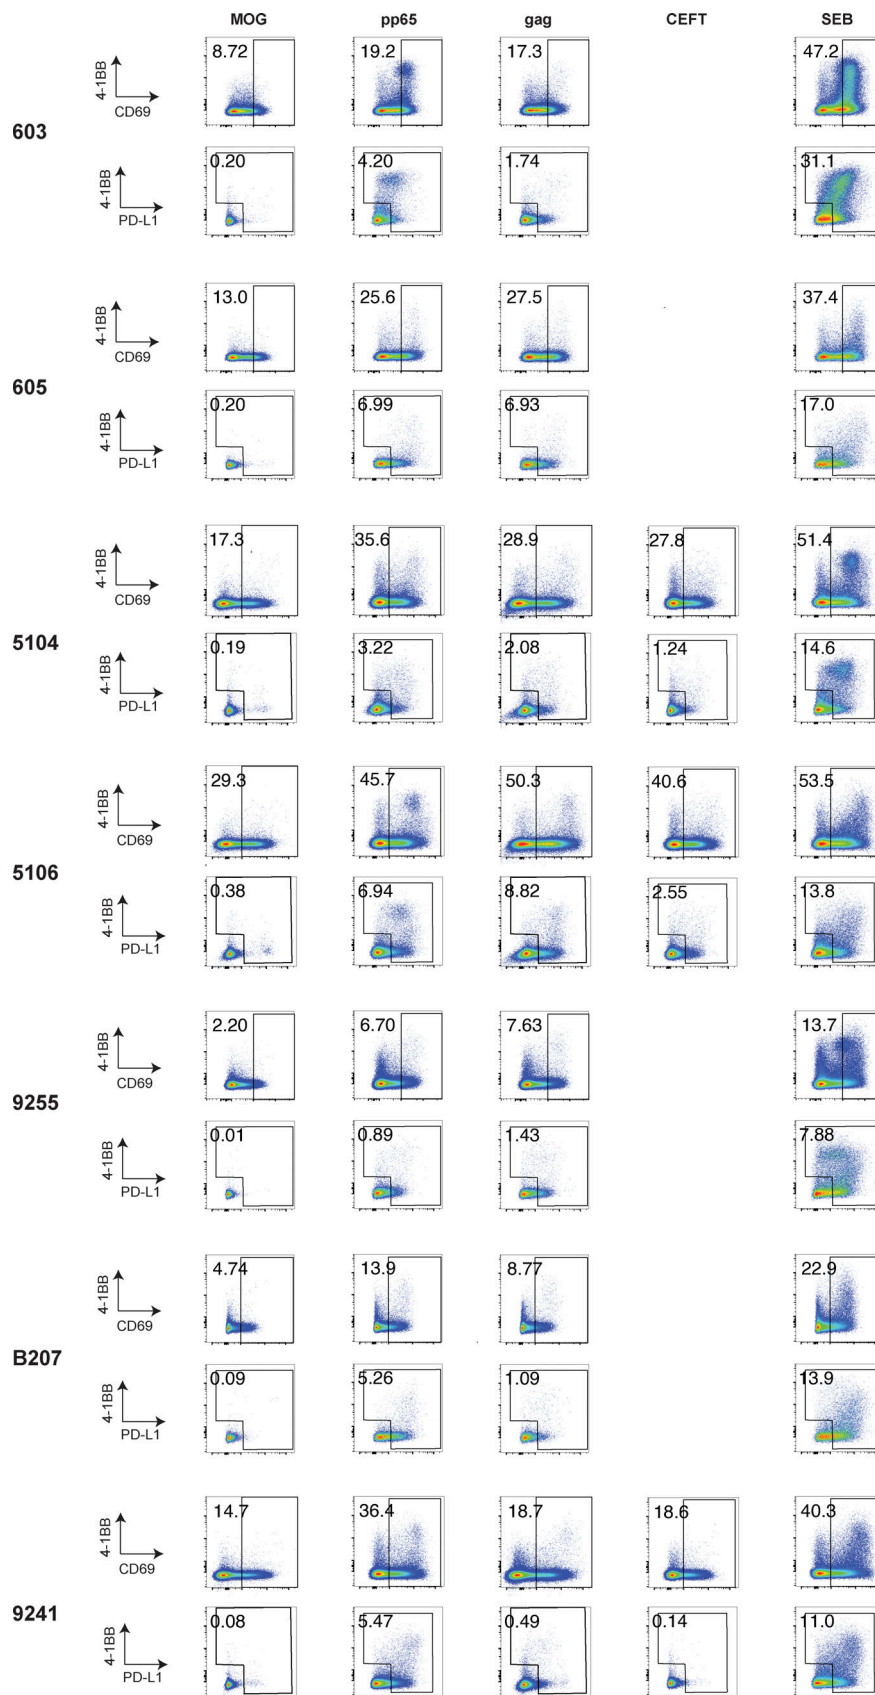 MOG pp65 gag CEFT SEB
603
4-1BB
CD69
8.72 19.2 17.3 47.2
4-1BB
PD-L1
0.20 4.20 1.74 31.1
605
4-1BB
CD69
13.0 25.6 27.5 37.4
4-1BB
PD-L1
0.20 6.99 6.93 17.0
5104
4-1BB
CD69
17.3 35.6 28.9 27.8 51.4
4-1BB
PD-L1
0.19 3.22 2.08 1.24 14.6
5106
4-1BB
CD69
29.3 45.7 50.3 40.6 53.5
4-1BB
PD-L1
0.38 6.94 8.82 2.55 13.8
9255
4-1BB
CD69
2.20 6.70 7.63 13.7
4-1BB
PD-L1
0.01 0.89 1.43 7.88
B207
4-1BB
CD69
4.74 13.9 8.77 22.9
4-1BB
PD-L1
0.09 5.26 1.09 13.9
9241
4-1BB
CD69
14.7 36.4 18.7 18.6 40.3
4-1BB
PD-L1
0.08 5.47 0.49 0.14 11.0